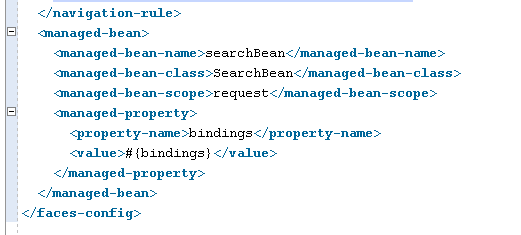 </navigation-rule>
<managed-bean>
<managed-bean-name>searchBean</managed-bean-name>
<managed-bean-class>SearchBean</managed-bean-class>
<managed-bean-scope>request</managed-bean-scope>
<managed-property>
<property-name>bindings</property-name>
<value>#{bindings}</value>
</managed-property>
</managed-bean>
</faces-config>